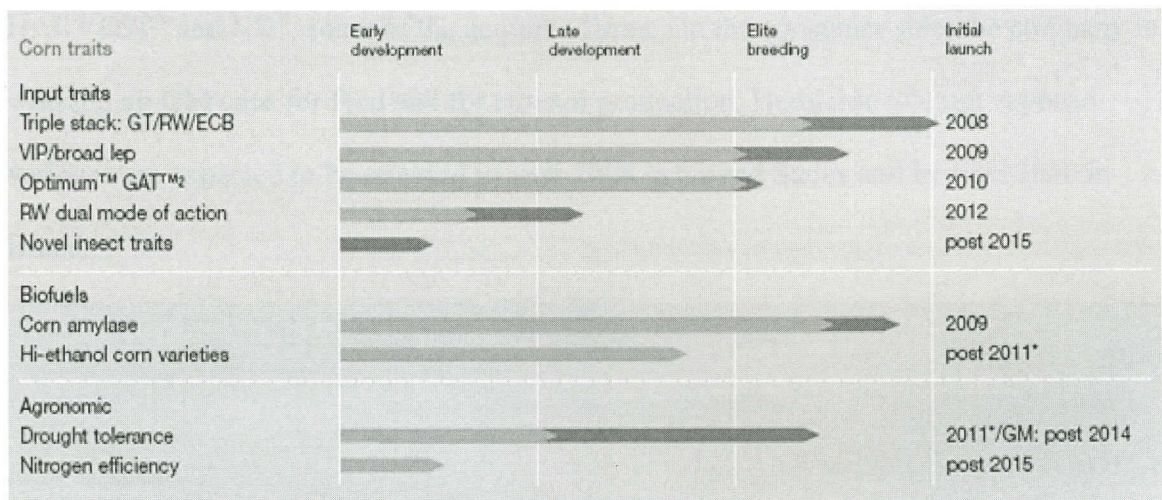 Corn traits Early development Late development Elite breeding Initial launch
Input traits
Triple stack: GT/RW/ECB 2008
VIP/broad lep 2009
Optimum™ GAT™² 2010
RW dual mode of action 2012
Novel insect traits post 2015
Biofuels
Corn amylase 2009
Hi-ethanol corn varieties post 2011*
Agronomic
Drought tolerance 2011*/GM: post 2014
Nitrogen efficiency post 2015